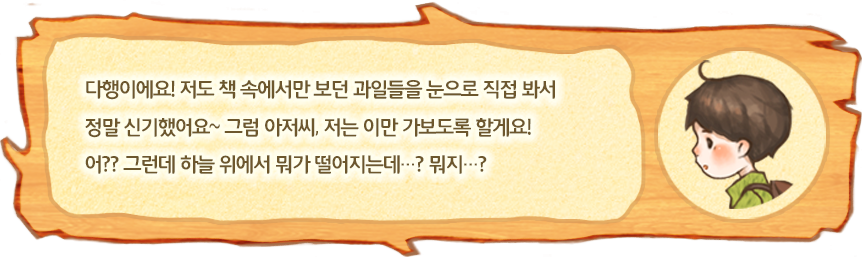 다행이에요! 저도 책 속에서만 보던 과일들을 눈으로 직접 봐서
정말 신기했어요~ 그럼 아저씨, 저는 이만 가보도록 할게요!
어?? 그런데 하늘 위에서 뭐가 떨어지는데…? 뭐지…?